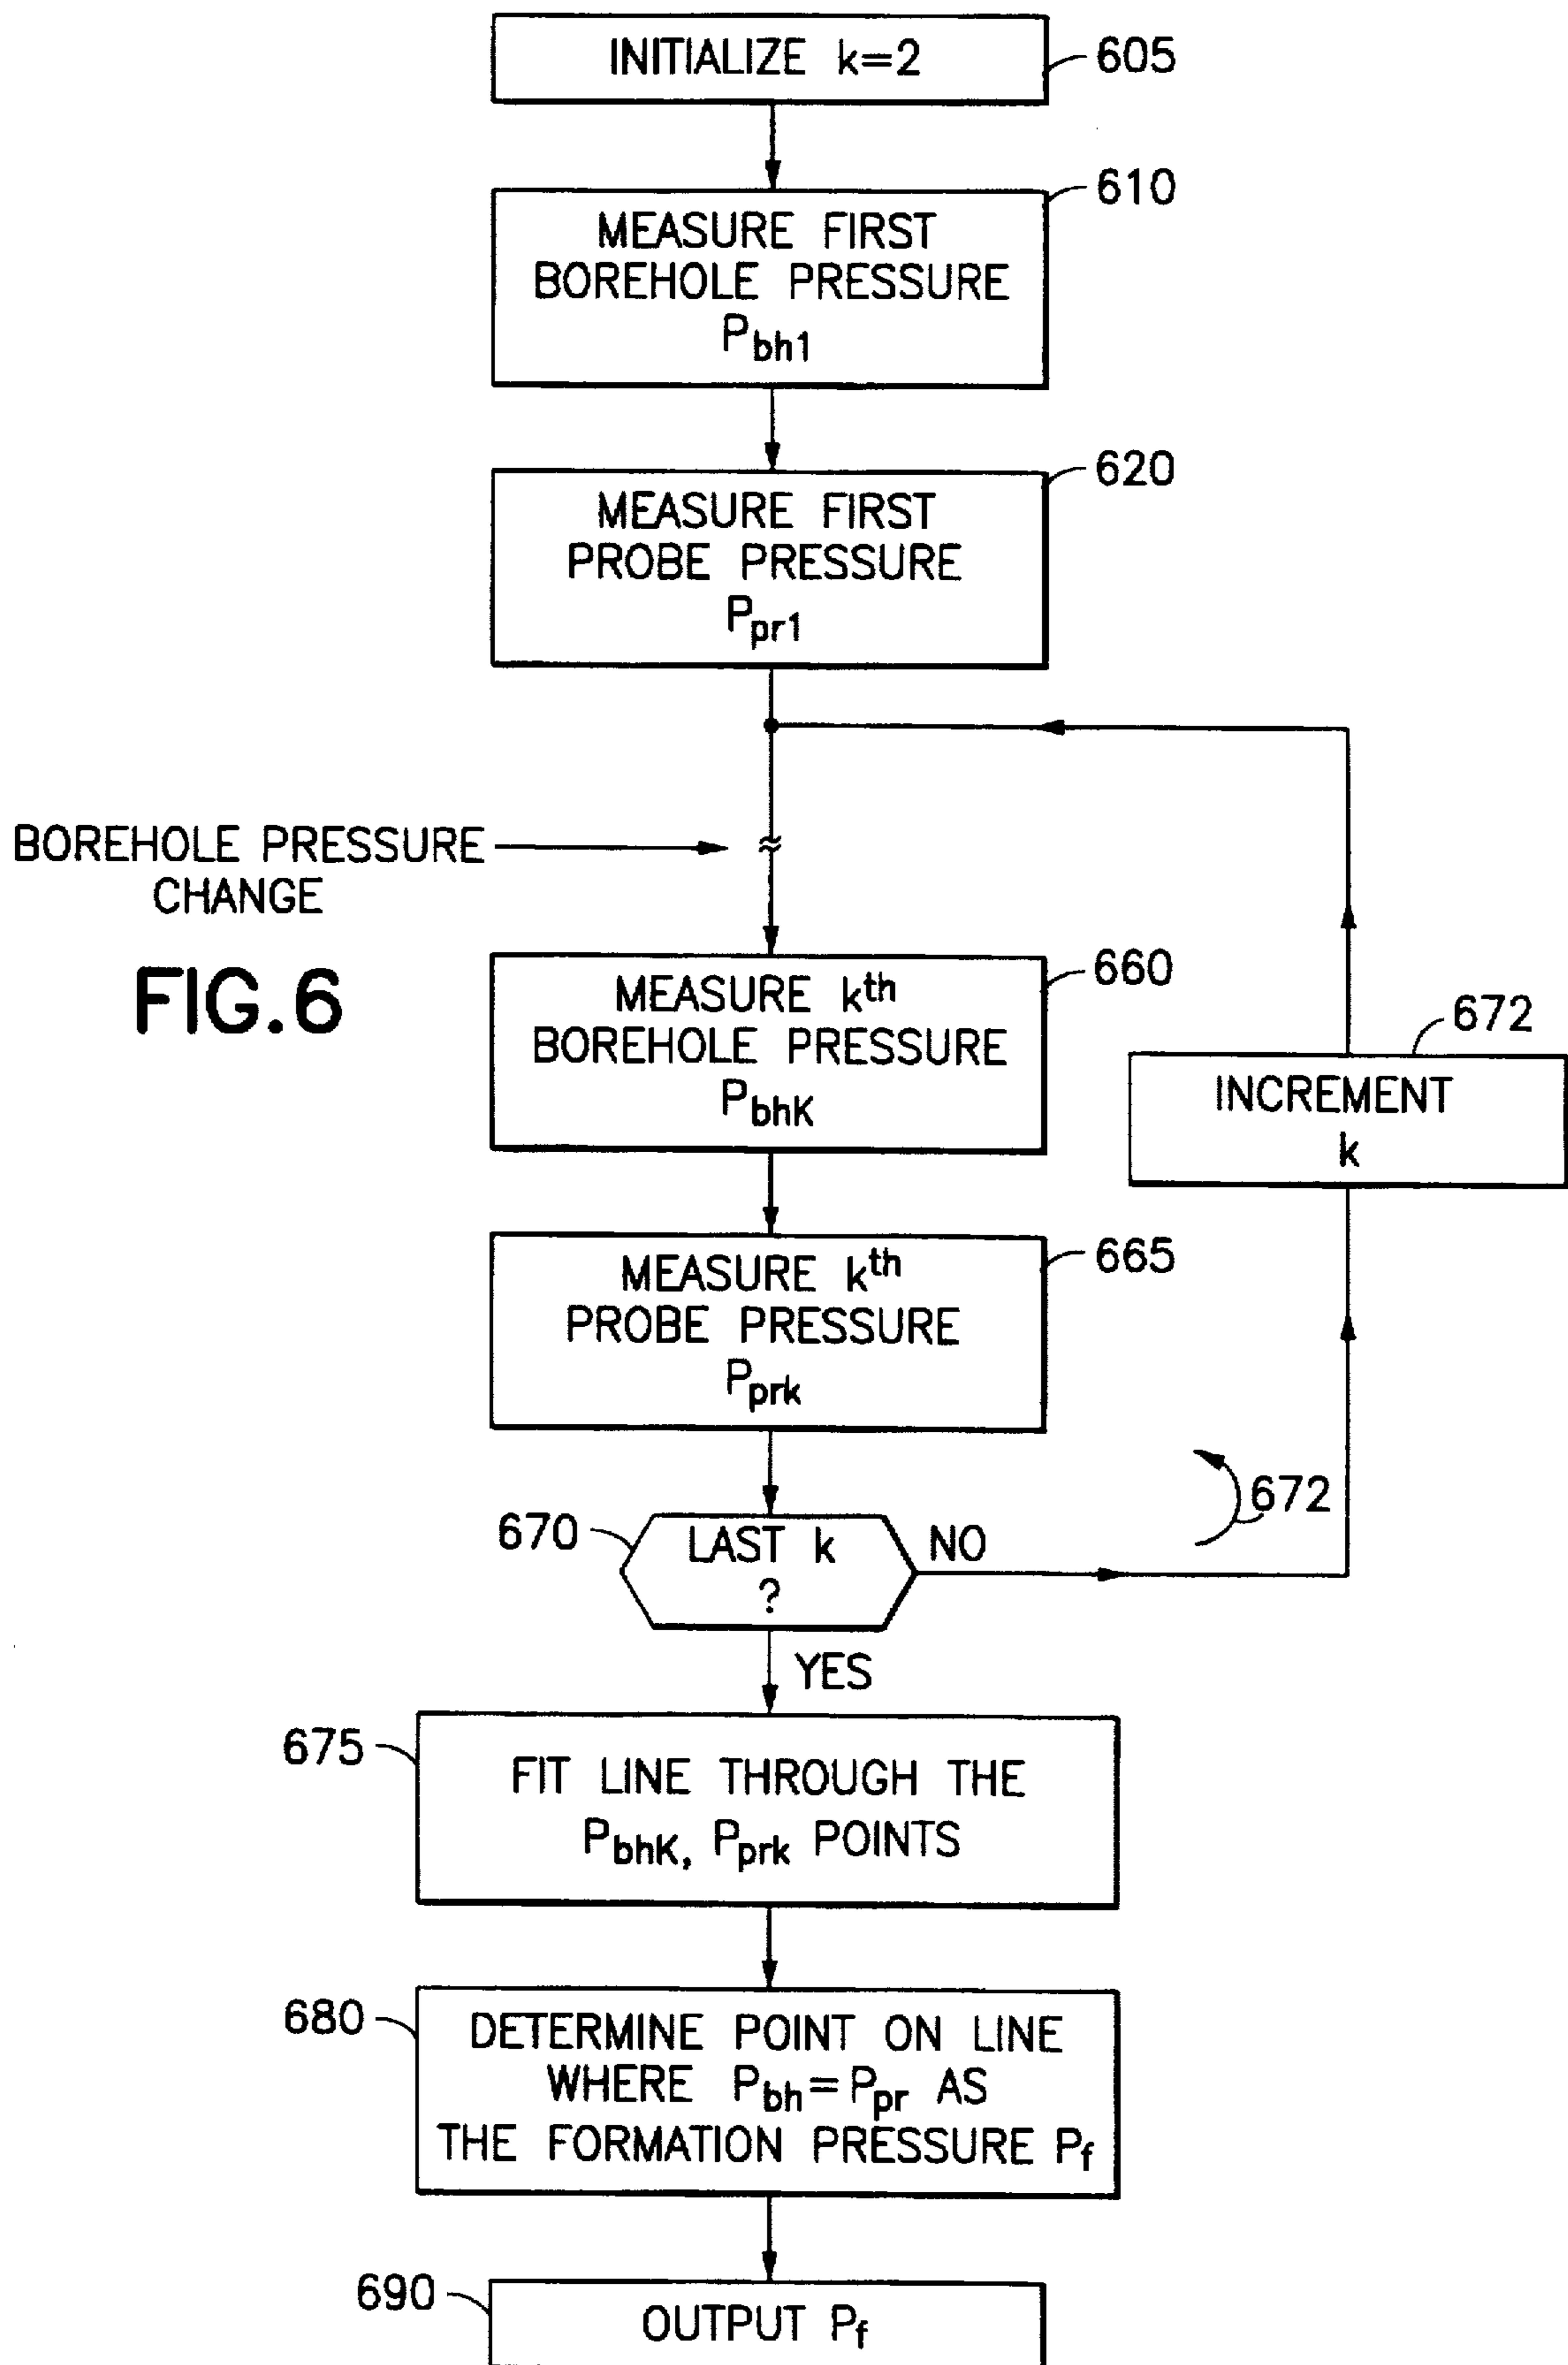 INITIALIZE k=2
605
610
MEASURE FIRST
BOREHOLE PRESSURE
Pbh1
620
MEASURE FIRST
PROBE PRESSURE
Ppr1
BOREHOLE PRESSURE
CHANGE
FIG.6
660
MEASURE kth
BOREHOLE PRESSURE
PbhK
672
INCREMENT
k
665
MEASURE kth
PROBE PRESSURE
Pprk
672
670
LAST k
?
NO
YES
675
FIT LINE THROUGH THE
PbhK, Pprk POINTS
680
DETERMINE POINT ON LINE
WHERE Pbh=Ppr AS
THE FORMATION PRESSURE Pf
690
OUTPUT Pf